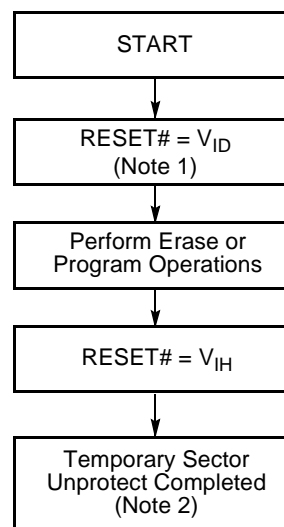 START
RESET# = VID
(Note 1)
Perform Erase or
Program Operations
RESET# = VIH
Temporary Sector
Unprotect Completed
(Note 2)